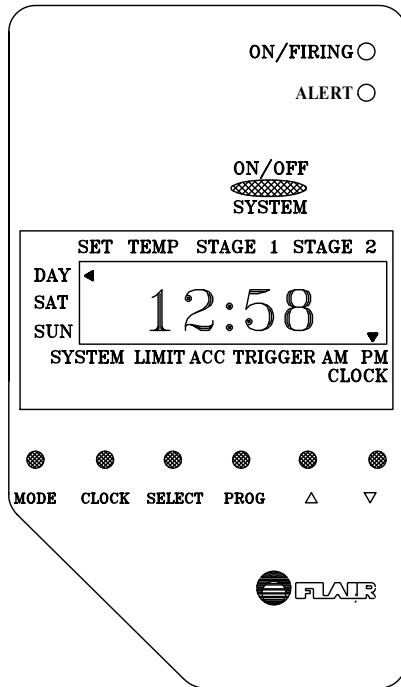 ON/FIRING
ALERT
ON/OFF
SYSTEM
SET TEMP STAGE 1 STAGE 2
DAY
SAT
SUN
12:58
SYSTEM LIMIT ACC TRIGGER AM PM
CLOCK
MODE CLOCK SELECT PROG △ ▽
FLAIR